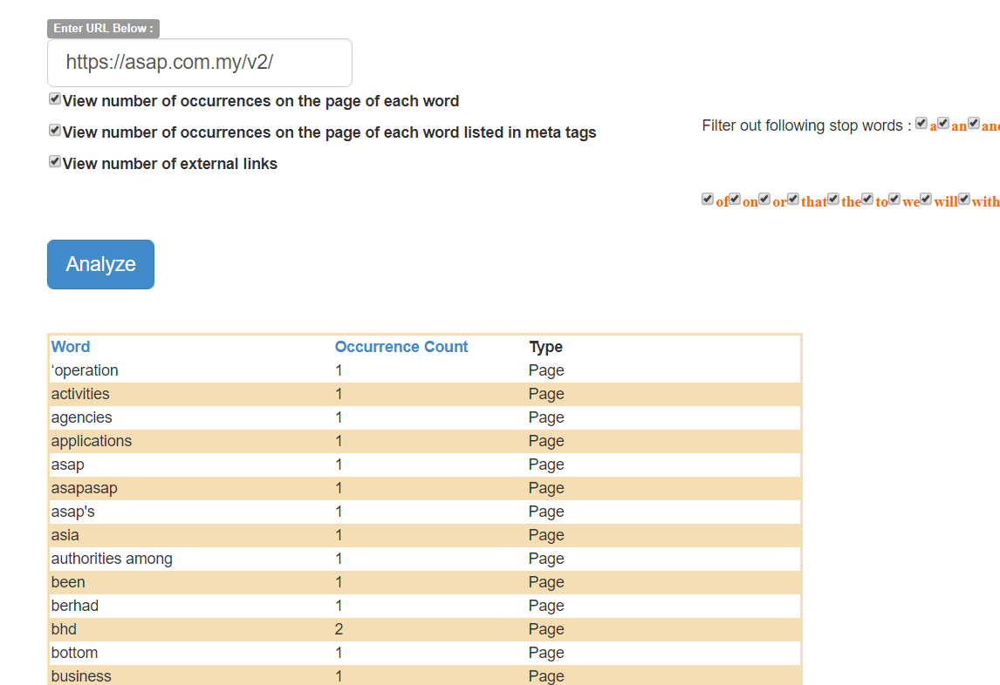 Enter URL Below :
https://asap.com.my/v2/
View number of occurrences on the page of each word
View number of occurrences on the page of each word listed in meta tags
View number of external links
Filter out following stop words : a an and
of on or that the to we will with
Analyze
Word Occurrence Count Type
‘operation 1 Page
activities 1 Page
agencies 1 Page
applications 1 Page
asap 1 Page
asapasap 1 Page
asap's 1 Page
asia 1 Page
authorities among 1 Page
been 1 Page
berhad 1 Page
bhd 2 Page
bottom 1 Page
business 1 Page